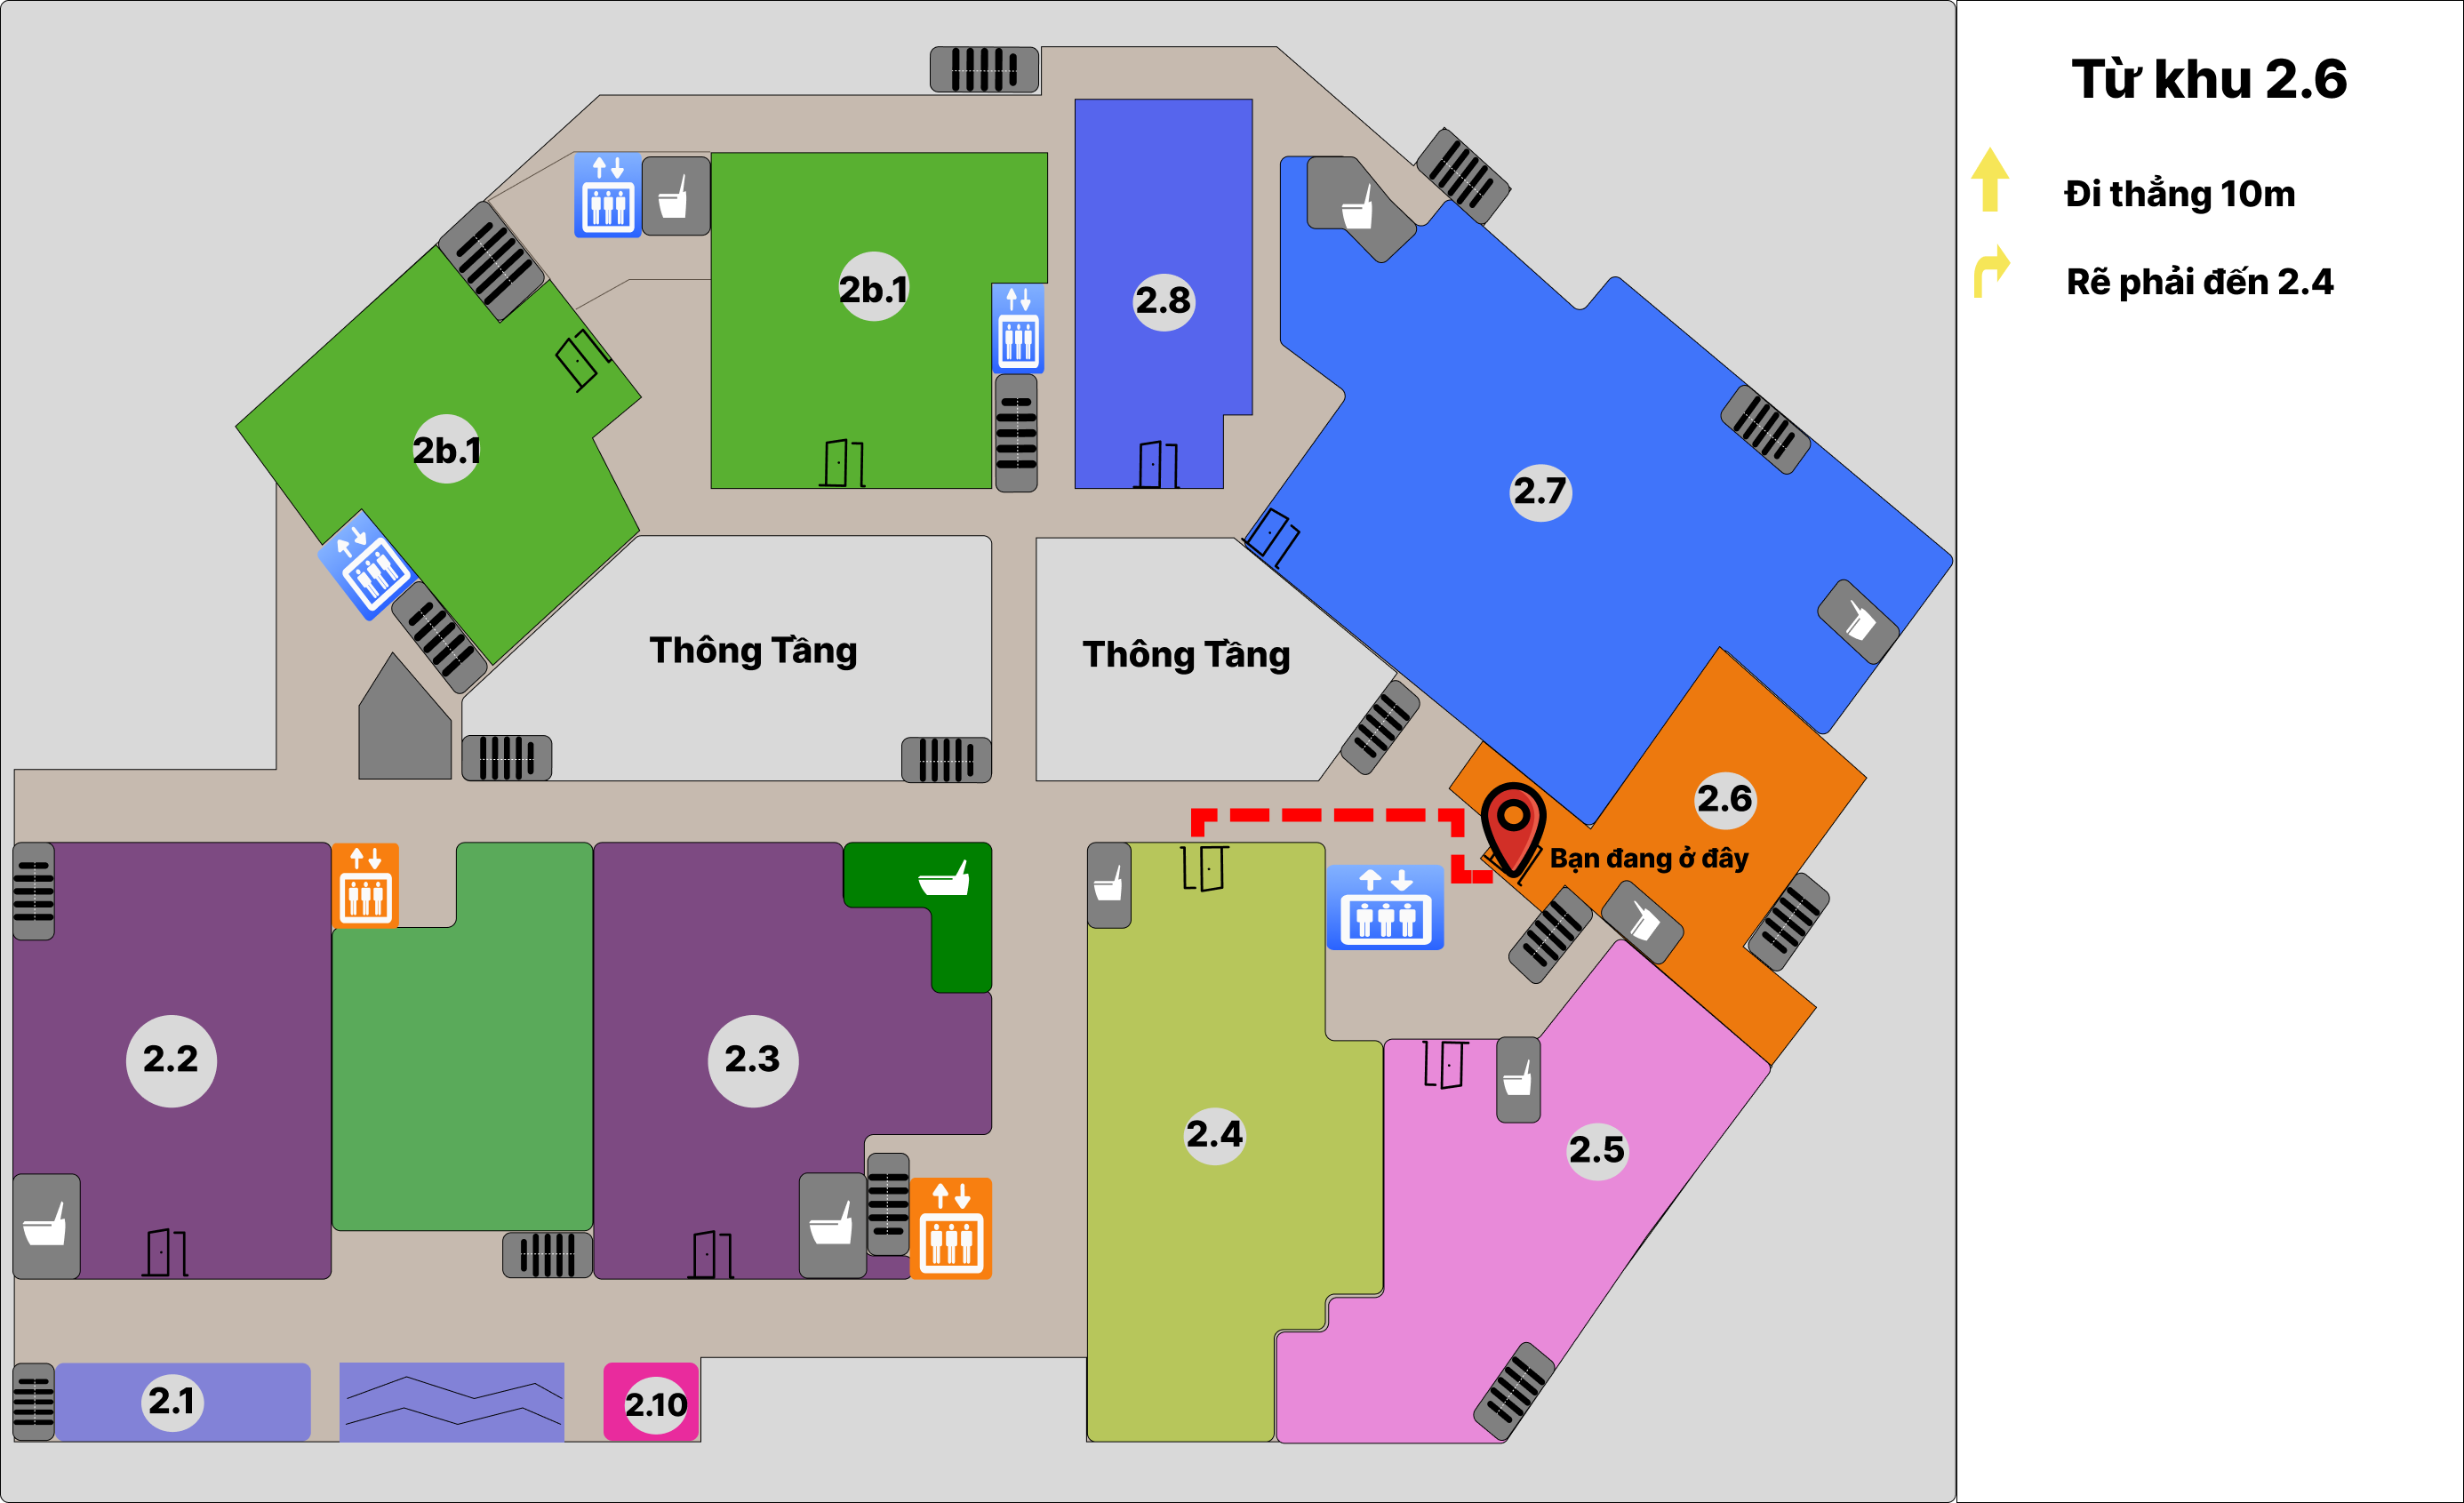 Từ khu 2.6
Đi thẳng 10m
Rẽ phải đến 2.4
2b.1
2.8
2b.1
2.7
Thông Tầng
Thông Tầng
2.6
Bạn đang ở đây
2.2
2.3
2.4
2.5
2.1
2.10